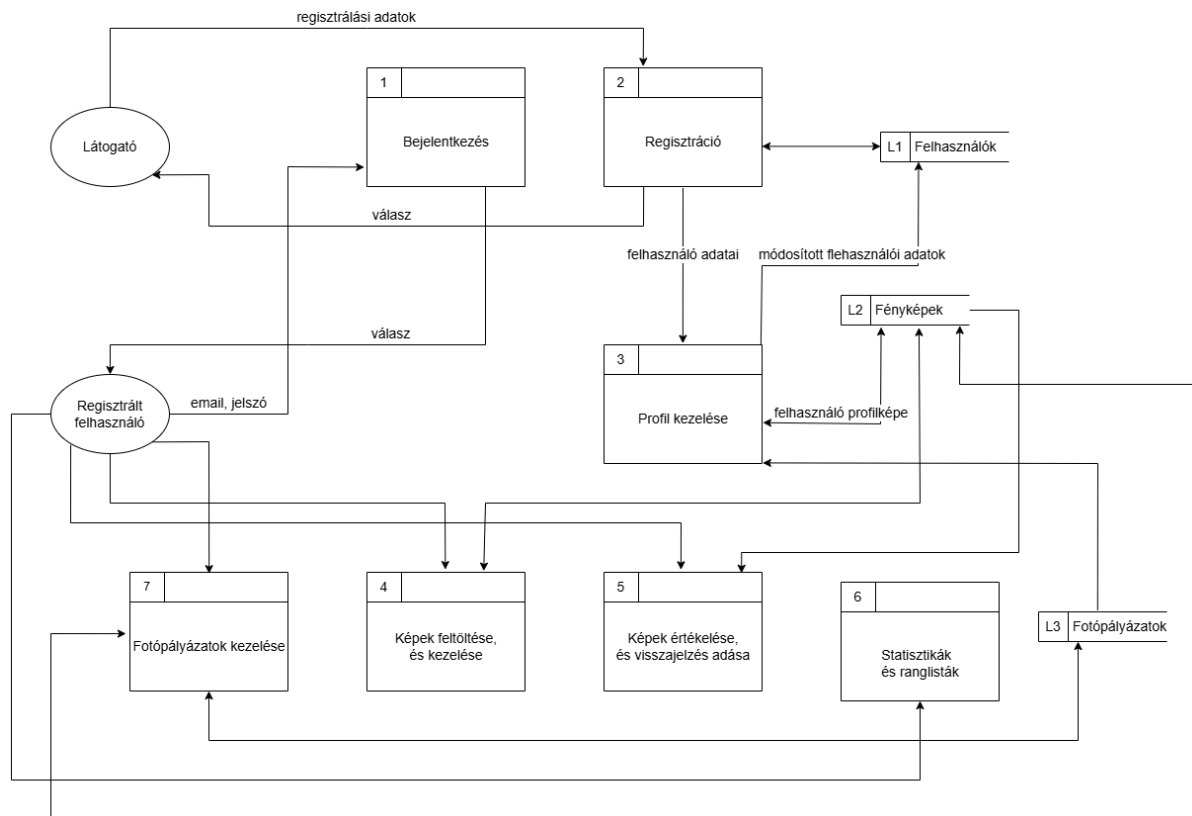 regisztrálási adatok
1
2
Látogató
Bejelentkezés
Regisztráció
L1 Felhasználók
válasz
felhasználó adatai
módosított flehasználói adatok
L2 Fényképek
válasz
3
Regisztrált
felhasználó
email, jelszó
Profil kezelése
felhasználó profilképe
7
4
5
6
Fotópályázatok kezelése
Képek feltöltése,
és kezelése
Képek értékelése,
és visszajelzés adása
Statisztikák
és ranglisták
L3 Fotópályázatok